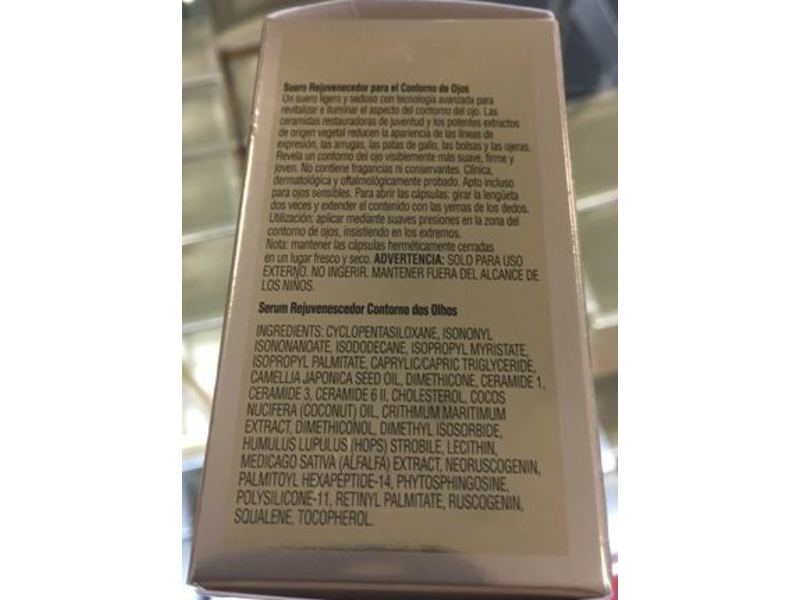 Suero Rejuvenecedor para el Contorno de Ojos
Un suero ligero y sedoso con tecnología avanzada para
revitalizar e iluminar el aspecto del contorno del ojo. Las
ceramidas restauradoras de juventud y los potentes extractos
de origen vegetal reducen la apariencia de las líneas de
expresión, las arrugas, las patas de gallo, las bolsas y las ojeras.
Revela un contorno del ojo visiblemente más suave, firme y
joven. No contiene fragancias ni conservantes. Clínica,
dermatológica y oftalmológicamente probado. Apto incluso
para ojos sensibles. Para abrir las cápsulas: girar la lengüeta
dos veces y extender el contenido con las yemas de los dedos.
Utilización: aplicar mediante suaves presiones en la zona del
contorno de ojos, insistiendo en los extremos.
Nota: mantener las cápsulas herméticamente cerradas
en un lugar fresco y seco. ADVERTENCIA: SOLO PARA USO
EXTERNO. NO INGERIR. MANTENER FUERA DEL ALCANCE DE
LOS NIÑOS.
Serum Rejuvenescedor Contorno dos Olhos
INGREDIENTS: CYCLOPENTASILOXANE, ISONONYL
ISONONANOATE, ISODODECANE, ISOPROPYL MYRISTATE,
ISOPROPYL PALMITATE, CAPRYLIC/CAPRIC TRIGLYCERIDE,
CAMELLIA JAPONICA SEED OIL, DIMETHICONE, CERAMIDE 1,
CERAMIDE 3, CERAMIDE 6 II, CHOLESTEROL, COCOS
NUCIFERA (COCONUT) OIL, CRITHMUM MARITIMUM
EXTRACT, DIMETHICONOL, DIMETHYL ISOSORBIDE,
HUMULUS LUPULUS (HOPS) STROBILE, LECITHIN,
MEDICAGO SATIVA (ALFALFA) EXTRACT, NEORUSCOGENIN,
PALMITOYL HEXAPEPTIDE-14, PHYTOSPHINGOSINE,
POLYSILICONE-11, RETINYL PALMITATE, RUSCOGENIN,
SQUALENE, TOCOPHEROL.